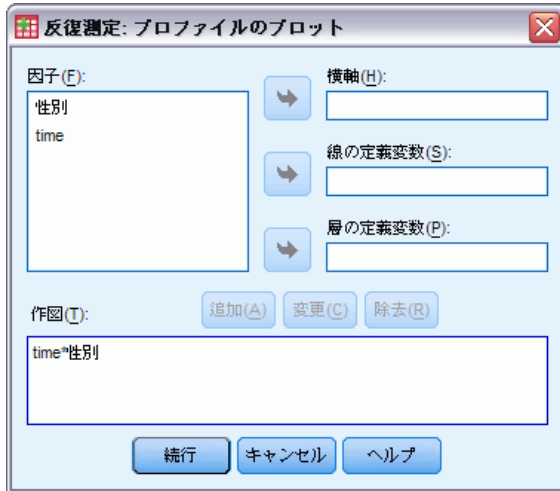 反復測定: プロファイルのプロット
因子(F):
性別
time
横軸(H):
線の定義変数(S):
層の定義変数(P):
作図(T):
追加(A)
変更(C)
除去(R)
time*性別
続行
キャンセル
ヘルプ